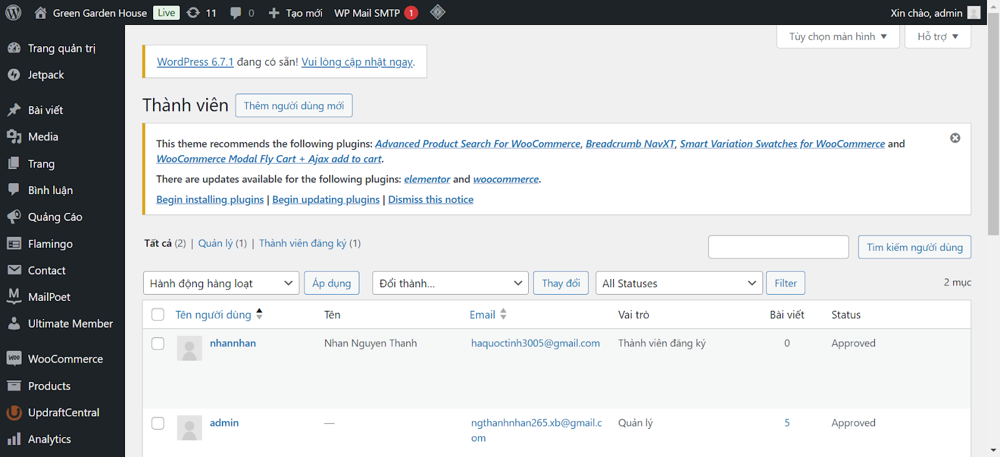 Green Garden House Live 11 0 Tạo mới WP Mail SMTP 1 Xin chào, admin
Trang quản trị
Jetpack
Bài viết
Media
Trang
Bình luận
Quảng Cáo
Flamingo
Contact
MailPoet
Ultimate Member
WooCommerce
Products
UpdraftCentral
Analytics
Tùy chọn màn hình Hỗ trợ
WordPress 6.7.1 đang có sẵn! Vui lòng cập nhật ngay.
Thành viên Thêm người dùng mới
This theme recommends the following plugins: Advanced Product Search For WooCommerce, Breadcrumb NavXT, Smart Variation Swatches for WooCommerce and
WooCommerce Modal Fly Cart + Ajax add to cart.
There are updates available for the following plugins: elementor and woocommerce.
Begin installing plugins | Begin updating plugins | Dismiss this notice
Tất cả (2) | Quản lý (1) | Thành viên đăng ký (1)
Tìm kiếm người dùng
Hành động hàng loạt Áp dụng Đổi thành... Thay đổi All Statuses Filter 2 mục
Tên người dùng Tên Email Vai trò Bài viết Status
nhannhan Nhan Nguyen Thanh haquoctinh3005@gmail.com Thành viên đăng ký 0 Approved
admin — ngthanhnhan265.xb@gmail.c Quản lý 5 Approved
om